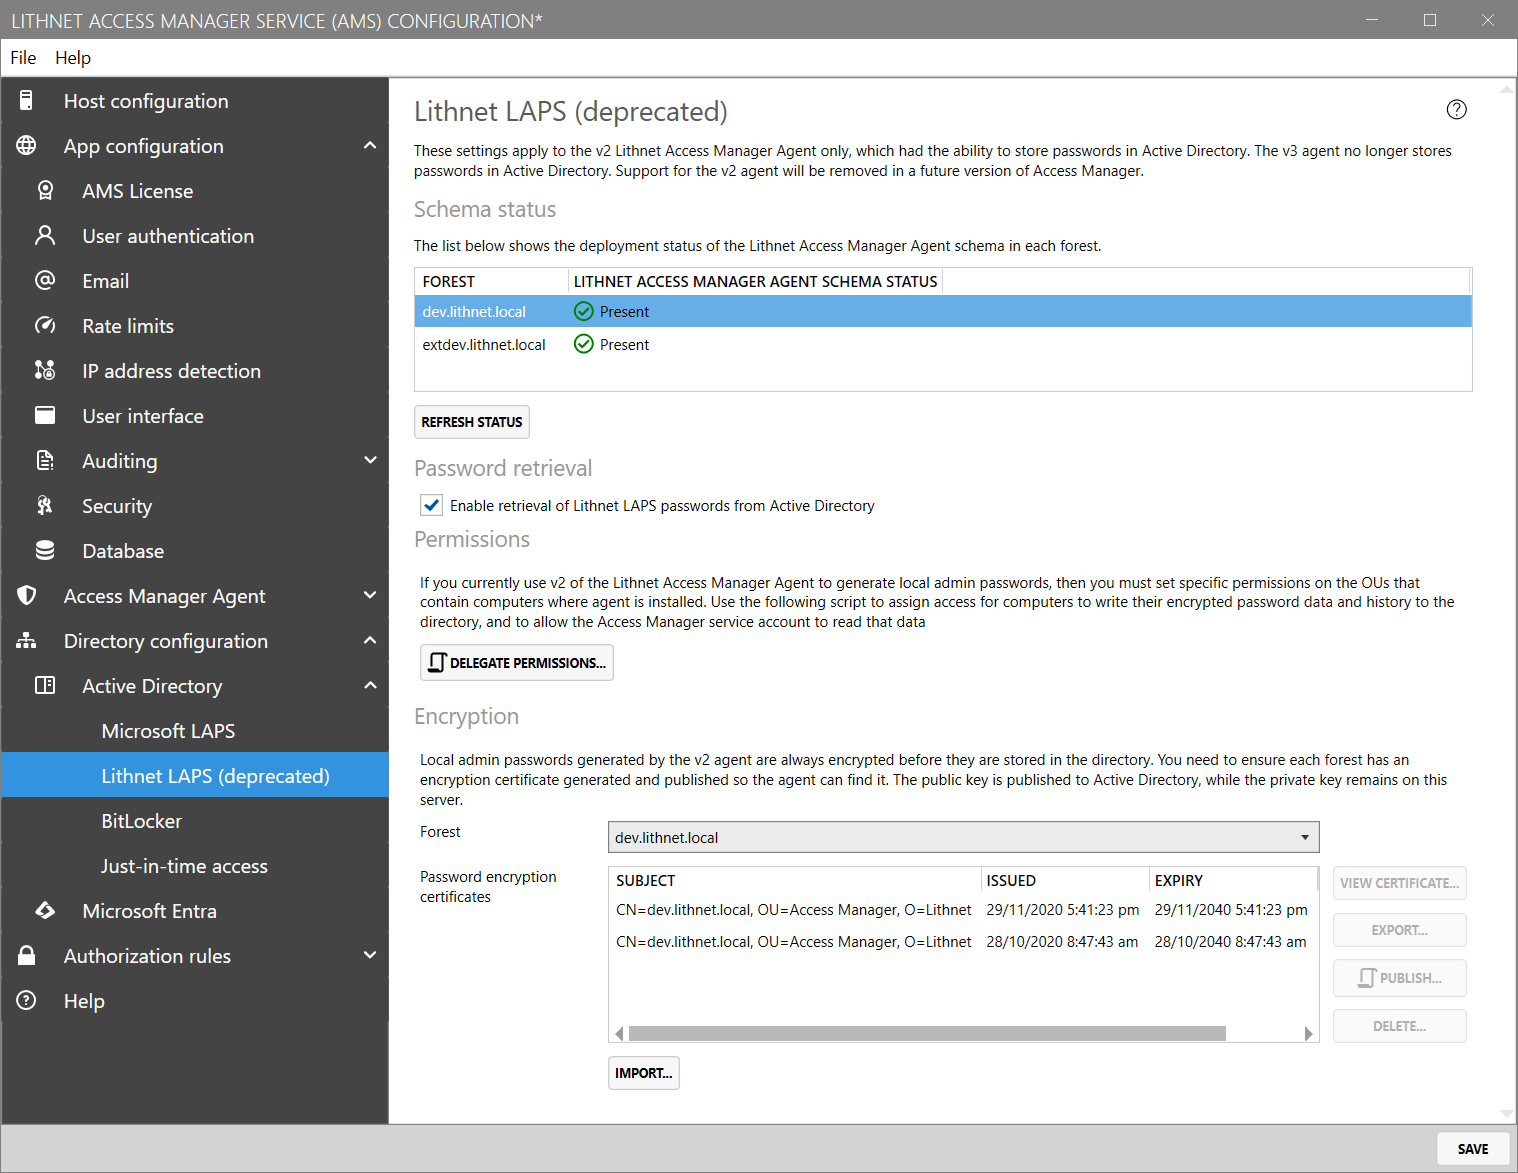 LITHNET ACCESS MANAGER SERVICE (AMS) CONFIGURATION*
File Help
Host configuration
App configuration
AMS License
User authentication
Email
Rate limits
IP address detection
User interface
Auditing
Security
Database
Access Manager Agent
Directory configuration
Active Directory
Microsoft LAPS
Lithnet LAPS (deprecated)
BitLocker
Just-in-time access
Microsoft Entra
Authorization rules
Help
Lithnet LAPS (deprecated)
These settings apply to the v2 Lithnet Access Manager Agent only, which had the ability to store passwords in Active Directory. The v3 agent no longer stores
passwords in Active Directory. Support for the v2 agent will be removed in a future version of Access Manager.
Schema status
The list below shows the deployment status of the Lithnet Access Manager Agent schema in each forest.
FOREST LITHNET ACCESS MANAGER AGENT SCHEMA STATUS
dev.lithnet.local Present
extdev.lithnet.local Present
REFRESH STATUS
Password retrieval
Enable retrieval of Lithnet LAPS passwords from Active Directory
Permissions
If you currently use v2 of the Lithnet Access Manager Agent to generate local admin passwords, then you must set specific permissions on the OUs that
contain computers where agent is installed. Use the following script to assign access for computers to write their encrypted password data and history to the
directory, and to allow the Access Manager service account to read that data
DELEGATE PERMISSIONS...
Encryption
Local admin passwords generated by the v2 agent are always encrypted before they are stored in the directory. You need to ensure each forest has an
encryption certificate generated and published so the agent can find it. The public key is published to Active Directory, while the private key remains on this
server.
Forest dev.lithnet.local
Password encryption
certificates
SUBJECT ISSUED EXPIRY
CN=dev.lithnet.local, OU=Access Manager, O=Lithnet 29/11/2020 5:41:23 pm 29/11/2040 5:41:23 pm
CN=dev.lithnet.local, OU=Access Manager, O=Lithnet 28/10/2020 8:47:43 am 28/10/2040 8:47:43 am
VIEW CERTIFICATE...
EXPORT...
PUBLISH...
DELETE...
IMPORT...
SAVE